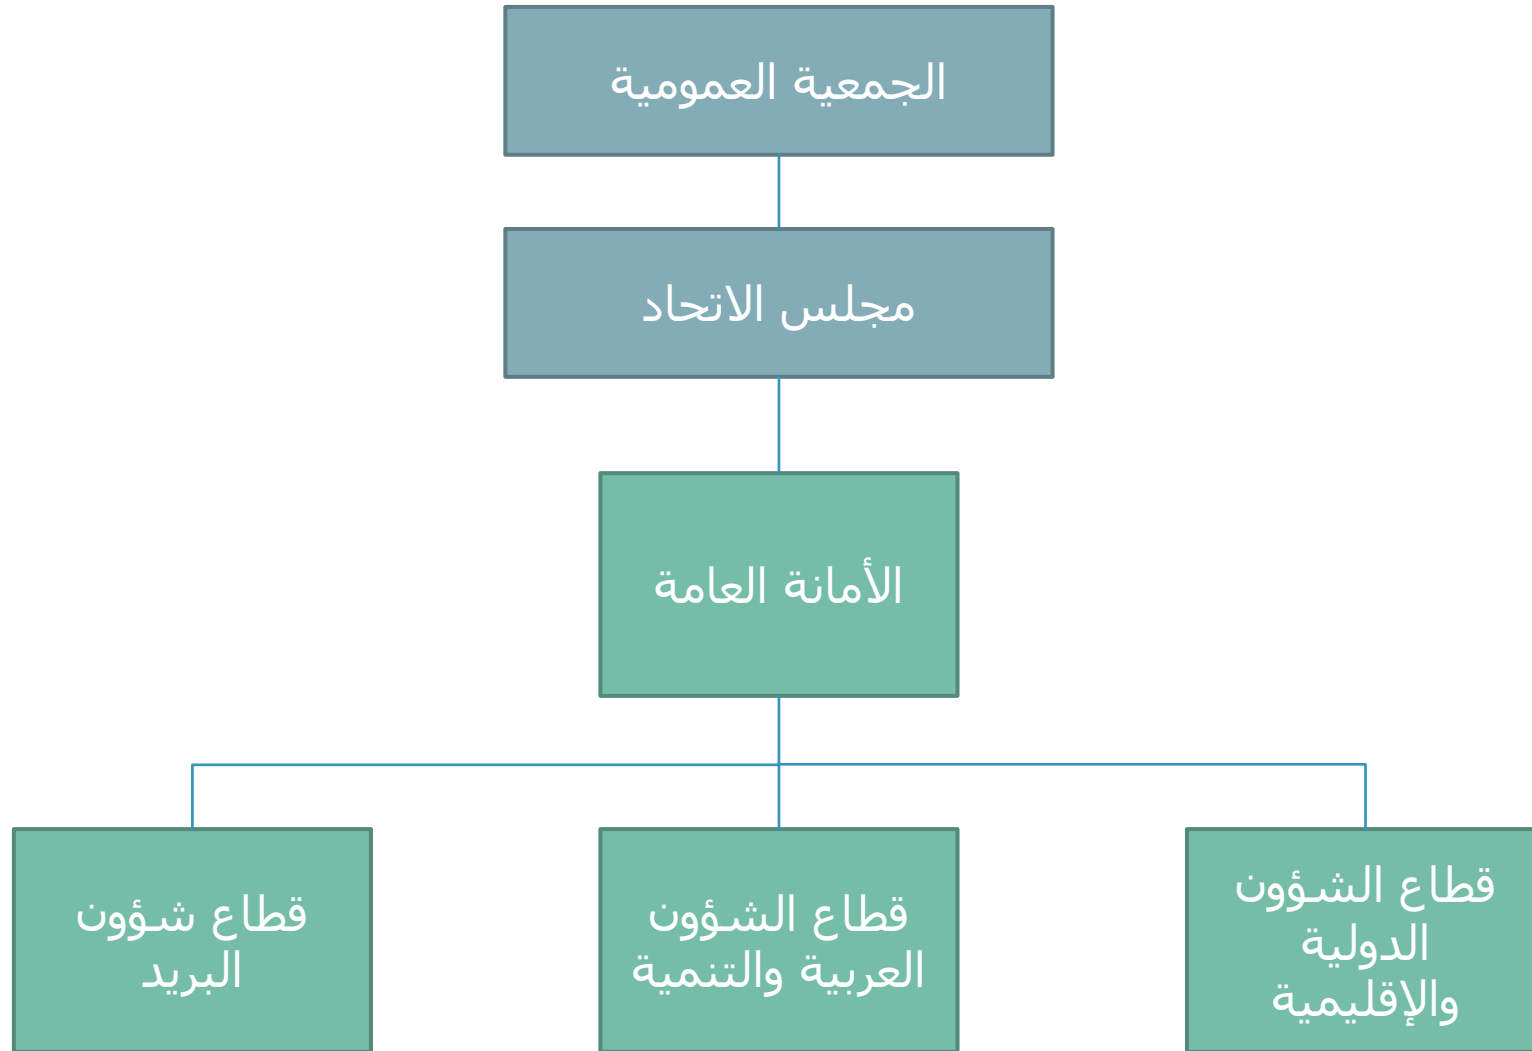 الجمعية العمومية
مجلس الاتحاد
الأمانة العامة
قطاع الشؤون
الدولية
والإقليمية
قطاع الشؤون
العربية والتنمية
قطاع شؤون
البريد